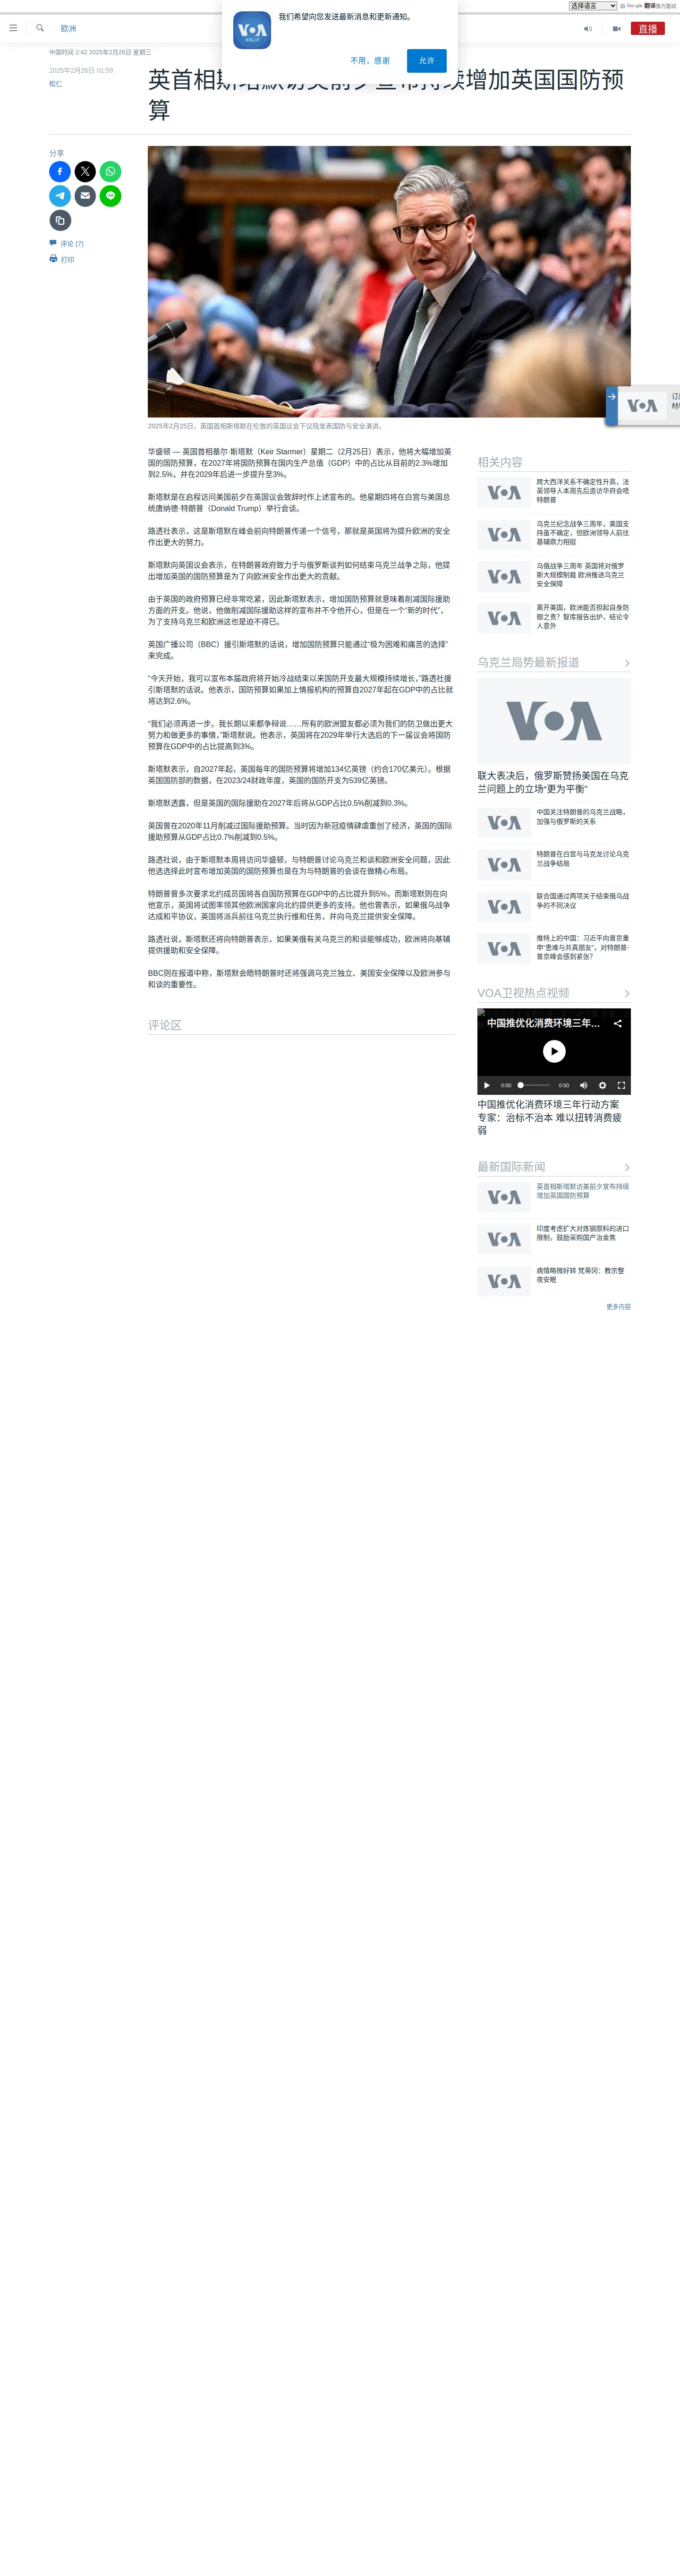 选择语言
由 Google 翻译强力驱动
VOA
我们希望向您发送最新消息和更新通知。
不用，感谢
允许
欧洲
直播
中国时间 2:42 2025年2月26日 星期三
2025年2月26日 01:59
松仁
英首相斯塔默访美前夕宣布持续增加英国国防预
算
分享
评论 (7)
打印
2025年2月25日，英国首相斯塔默在伦敦的英国议会下议院发表国防与安全演讲。
VOA
华盛顿 — 英国首相基尔·斯塔默（Keir Starmer）星期二（2月25日）表示，他将大幅增加英
国的国防预算，在2027年将国防预算在国内生产总值（GDP）中的占比从目前的2.3%增加
到2.5%，并在2029年后进一步提升至3%。
斯塔默是在启程访问美国前夕在英国议会致辞时作上述宣布的。他星期四将在白宫与美国总
统唐纳德·特朗普（Donald Trump）举行会谈。
路透社表示，这是斯塔默在峰会前向特朗普传递一个信号，那就是英国将为提升欧洲的安全
作出更大的努力。
斯塔默向英国议会表示，在特朗普政府致力于与俄罗斯谈判如何结束乌克兰战争之际，他提
出增加英国的国防预算是为了向欧洲安全作出更大的贡献。
由于英国的政府预算已经非常吃紧，因此斯塔默表示，增加国防预算就意味着削减国际援助
方面的开支。他说，他做削减国际援助这样的宣布并不令他开心，但是在一个“新的时代”，
为了支持乌克兰和欧洲这也是迫不得已。
英国广播公司（BBC）援引斯塔默的话说，增加国防预算只能通过“极为困难和痛苦的选择”
来完成。
“今天开始，我可以宣布本届政府将开始冷战结束以来国防开支最大规模持续增长，”路透社援
引斯塔默的话说。他表示，国防预算如果加上情报机构的预算自2027年起在GDP中的占比就
将达到2.6%。
“我们必须再进一步。我长期以来都争辩说……所有的欧洲盟友都必须为我们的防卫做出更大
努力和做更多的事情，”斯塔默说。他表示，英国将在2029年举行大选后的下一届议会将国防
预算在GDP中的占比提高到3%。
斯塔默表示，自2027年起，英国每年的国防预算将增加134亿英镑（约合170亿美元）。根据
英国国防部的数据，在2023/24财政年度，英国的国防开支为539亿英镑。
斯塔默透露，但是英国的国际援助在2027年后将从GDP占比0.5%削减到0.3%。
英国曾在2020年11月削减过国际援助预算。当时因为新冠疫情肆虐重创了经济，英国的国际
援助预算从GDP占比0.7%削减到0.5%。
路透社说，由于斯塔默本周将访问华盛顿，与特朗普讨论乌克兰和谈和欧洲安全问题，因此
他选选择此时宣布增加英国的国防预算也是在为与特朗普的会谈在做精心布局。
特朗普曾多次要求北约成员国将各自国防预算在GDP中的占比提升到5%，而斯塔默则在向
他宣示，英国将试图率领其他欧洲国家向北约提供更多的支持。他也曾表示，如果俄乌战争
达成和平协议，英国将派兵前往乌克兰执行维和任务，并向乌克兰提供安全保障。
路透社说，斯塔默还将向特朗普表示，如果美俄有关乌克兰的和谈能够成功，欧洲将向基辅
提供援助和安全保障。
BBC则在报道中称，斯塔默会晤特朗普时还将强调乌克兰独立、美国安全保障以及欧洲参与
和谈的重要性。
评论区
相关内容
VOA
跨大西洋关系不确定性升高，法
英领导人本周先后造访华府会晤
特朗普
VOA
乌克兰纪念战争三周年，美国支
持虽不确定，但欧洲领导人前往
基辅鼎力相挺
VOA
乌俄战争三周年 英国将对俄罗
斯大规模制裁 欧洲推进乌克兰
安全保障
VOA
离开美国，欧洲能否担起自身防
御之责？智库报告出炉，结论令
人意外
乌克兰局势最新报道
VOA
联大表决后，俄罗斯赞扬美国在乌克
兰问题上的立场“更为平衡”
VOA
中国关注特朗普的乌克兰战略，
加强与俄罗斯的关系
VOA
特朗普在白宫与马克龙讨论乌克
兰战争结局
VOA
联合国通过两项关于结束俄乌战
争的不同决议
VOA
推特上的中国：习近平向普京重
申“患难与共真朋友”，对特朗普-
普京峰会感到紧张？
VOA卫视热点视频
中国推优化消费环境三年...
0:00
0:50
中国推优化消费环境三年行动方案
专家：治标不治本 难以扭转消费疲
弱
最新国际新闻
VOA
英首相斯塔默访美前夕宣布持续
增加英国国防预算
VOA
印度考虑扩大对炼钢原料的进口
限制，鼓励采购国产冶金焦
VOA
病情略微好转 梵蒂冈：教宗整
夜安眠
更多内容